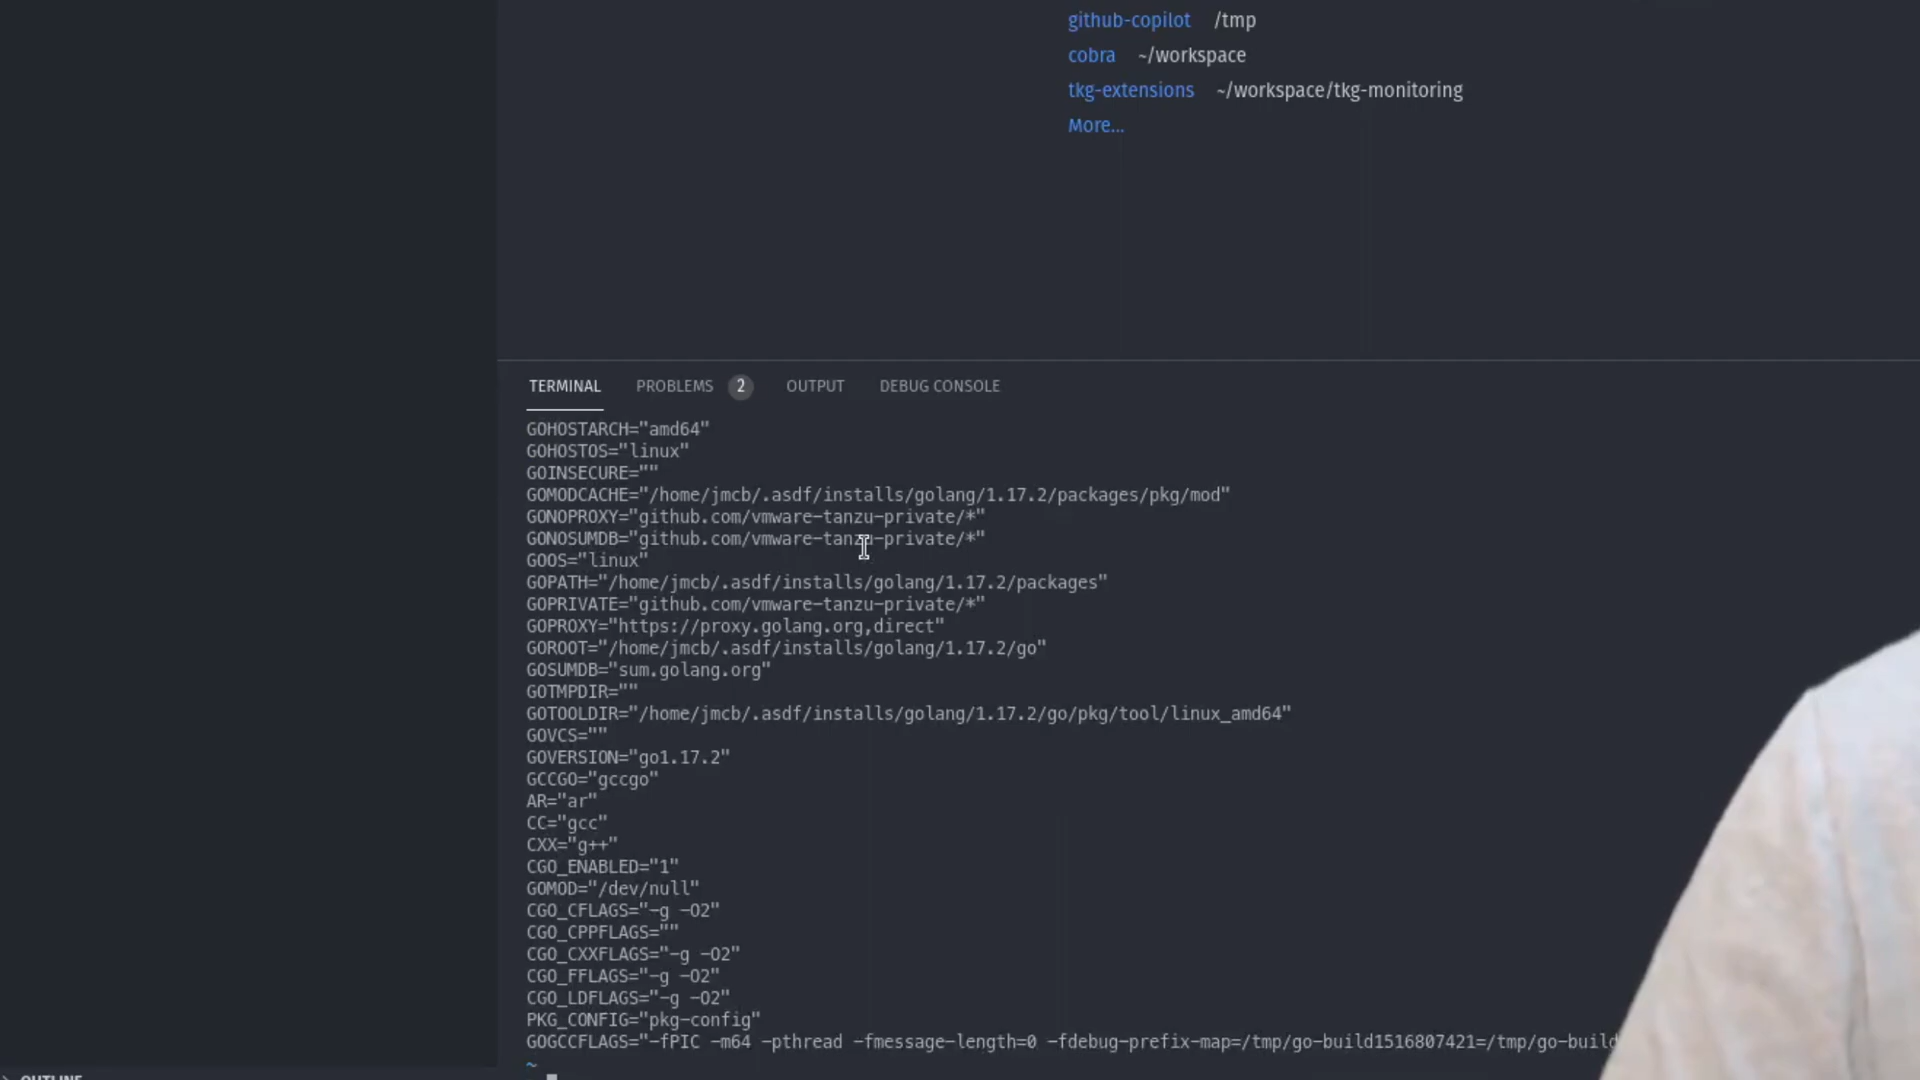 github-copilot /tmp
cobra ~/workspace
tkg-extensions ~/workspace/tkg-monitoring
More...
TERMINAL PROBLEMS 2 OUTPUT DEBUG CONSOLE
GOHOSTARCH="amd64"
GOHOSTOS="linux"
GOINSECURE=""
GOMODCACHE="/home/jmcb/.asdf/installs/golang/1.17.2/packages/pkg/mod"
GONOPROXY="github.com/vmware-tanzu-private/*"
GONOSUMDB="github.com/vmware-tanzu-private/*"
GOOS="linux"
GOPATH="/home/jmcb/.asdf/installs/golang/1.17.2/packages"
GOPRIVATE="github.com/vmware-tanzu-private/*"
GOPROXY="https://proxy.golang.org,direct"
GOROOT="/home/jmcb/.asdf/installs/golang/1.17.2/go"
GOSUMDB="sum.golang.org"
GOTMPDIR=""
GOTOOLDIR="/home/jmcb/.asdf/installs/golang/1.17.2/go/pkg/tool/linux_amd64"
GOVCS=""
GOVERSION="go1.17.2"
GCCGO="gccgo"
AR="ar"
CC="gcc"
CXX="g++"
CGO_ENABLED="1"
GOMOD="/dev/null"
CGO_CFLAGS="-g -O2"
CGO_CPPFLAGS=""
CGO_CXXFLAGS="-g -O2"
CGO_FFLAGS="-g -O2"
CGO_LDFLAGS="-g -O2"
PKG_CONFIG="pkg-config"
GOGCCFLAGS="-fPIC -m64 -pthread -fmessage-length=0 -fdebug-prefix-map=/tmp/go-build1516807421=/tmp/go-build
~
OUTLINE